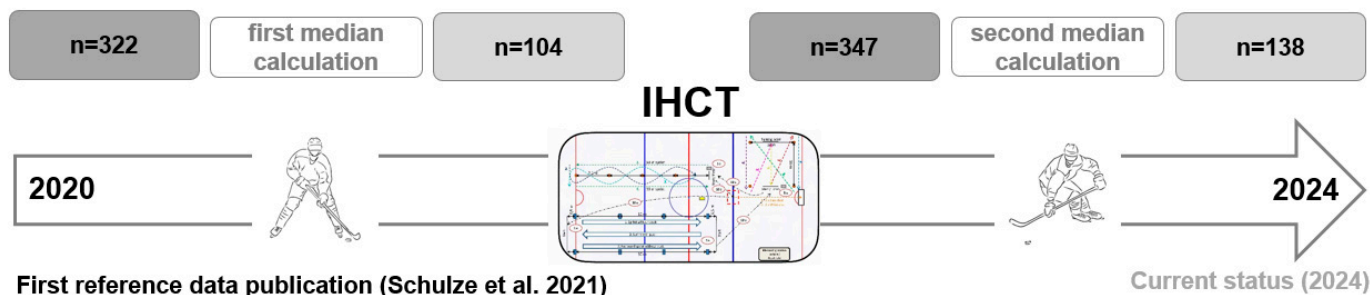 n=322
first median
calculation
n=104
n=347
second median
calculation
n=138
IHCT
2020
2024
First reference data publication (Schulze et al. 2021)
Current status (2024)